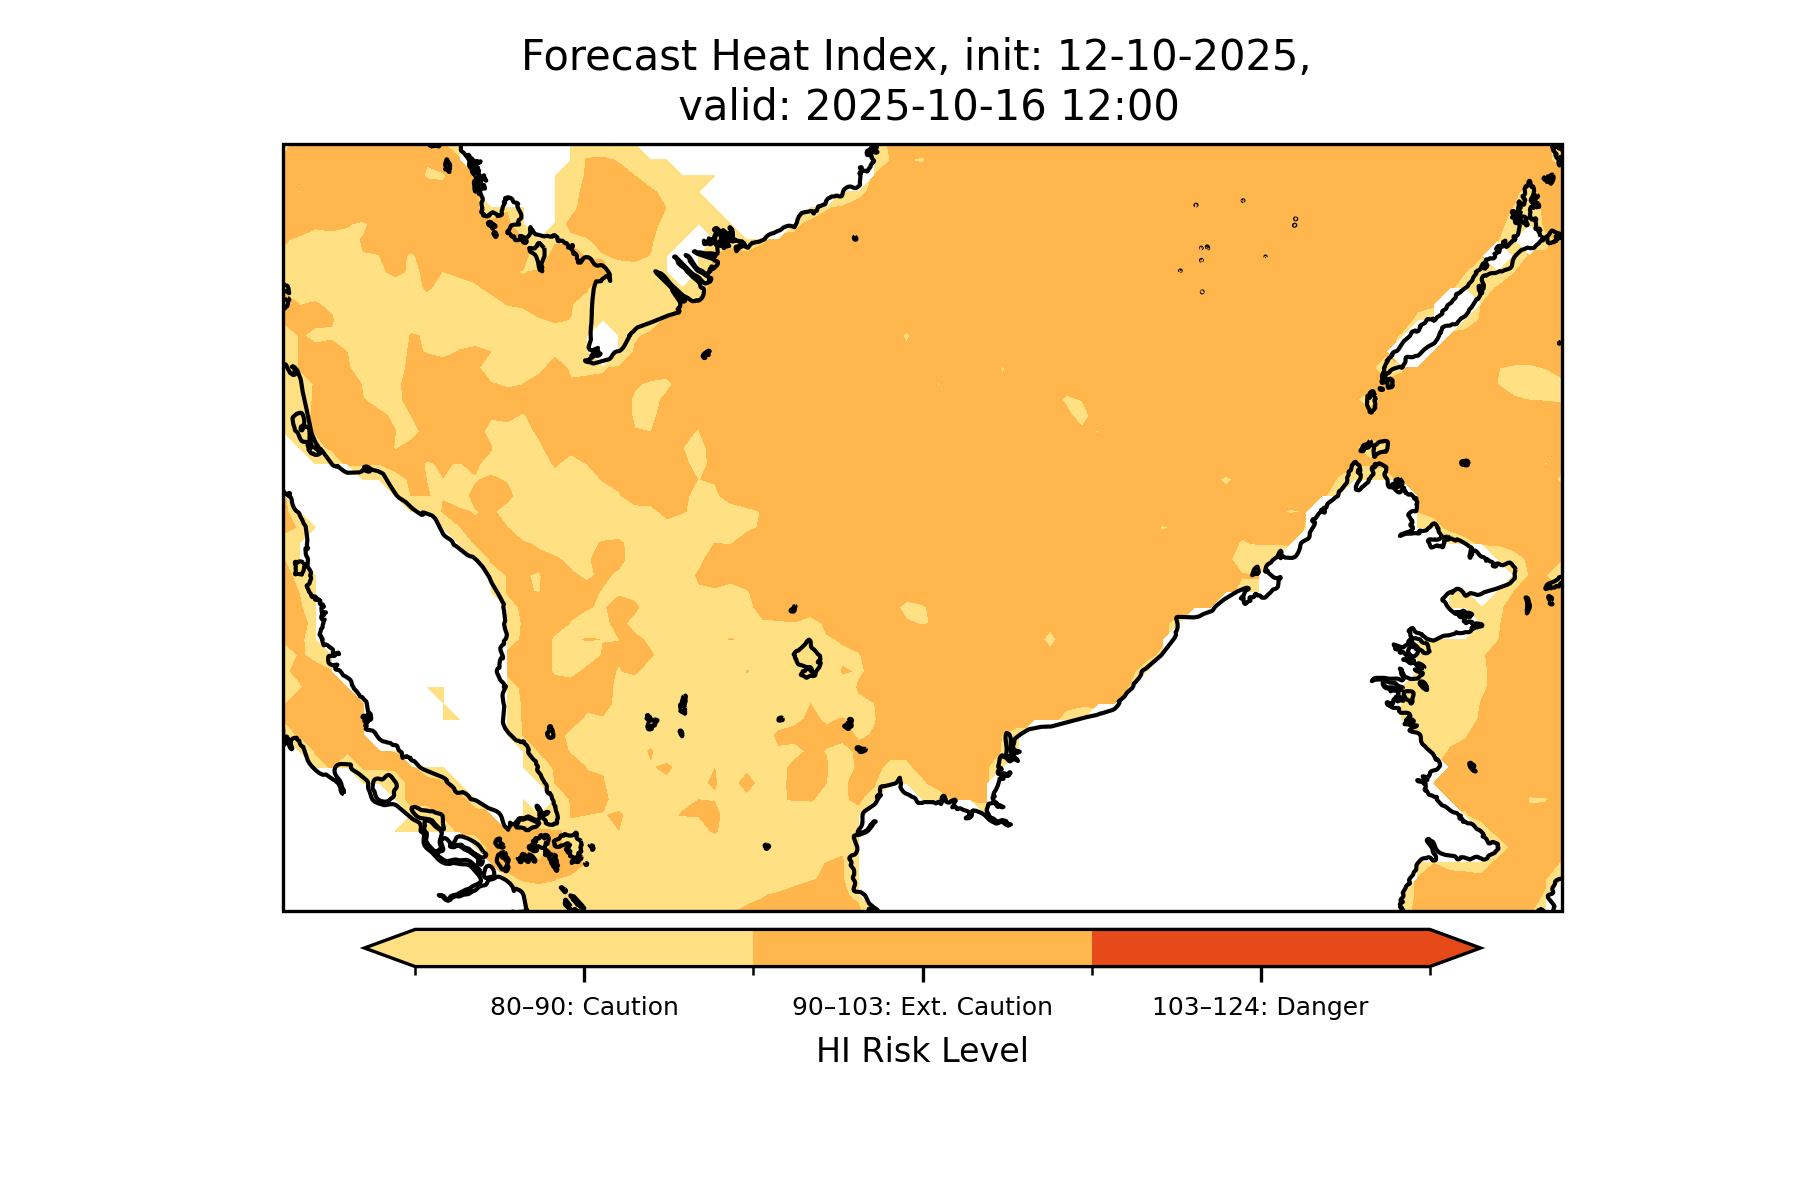 Forecast Heat Index, init: 12-10-2025,
valid: 2025-10-16 12:00
80–90: Caution
90–103: Ext. Caution
103–124: Danger
HI Risk Level